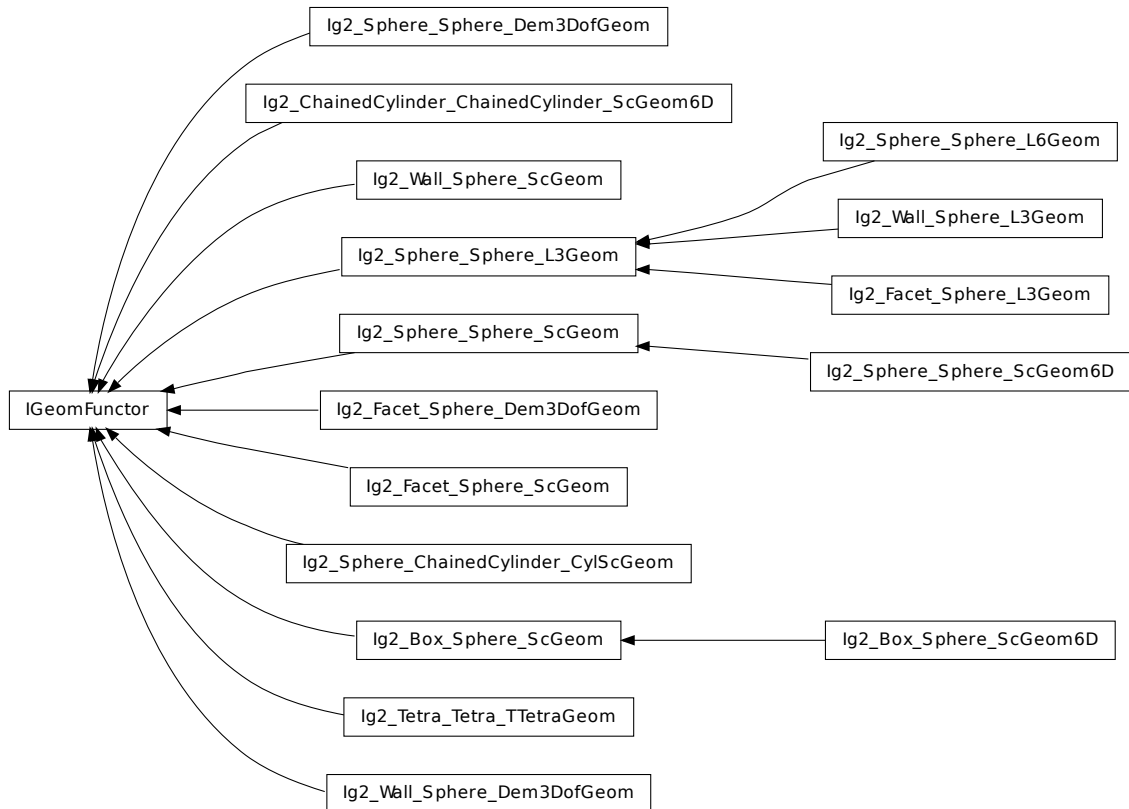 Ig2_Sphere_Sphere_Dem3DofGeom
Ig2_ChainedCylinder_ChainedCylinder_ScGeom6D
Ig2_Sphere_Sphere_L6Geom
Ig2_Wall_Sphere_ScGeom
Ig2_Wall_Sphere_L3Geom
Ig2_Sphere_Sphere_L3Geom
Ig2_Facet_Sphere_L3Geom
Ig2_Sphere_Sphere_ScGeom
Ig2_Sphere_Sphere_ScGeom6D
IGeomFunctor
Ig2_Facet_Sphere_Dem3DofGeom
Ig2_Facet_Sphere_ScGeom
Ig2_Sphere_ChainedCylinder_CylScGeom
Ig2_Box_Sphere_ScGeom
Ig2_Box_Sphere_ScGeom6D
Ig2_Tetra_Tetra_TTetraGeom
Ig2_Wall_Sphere_Dem3DofGeom